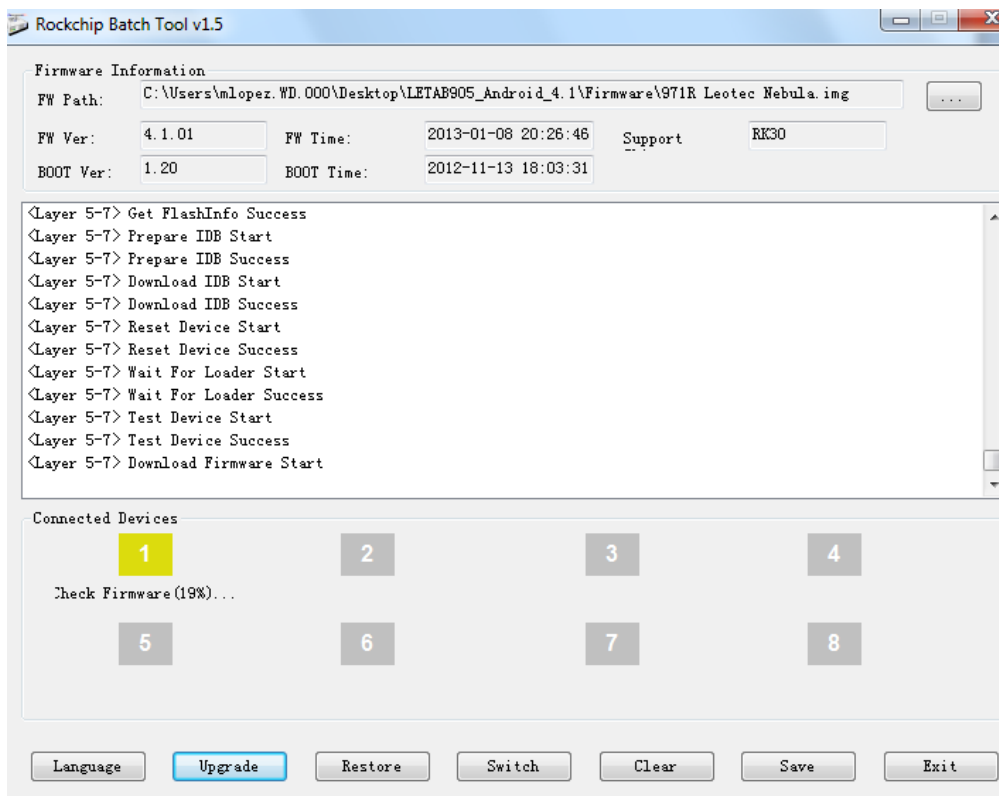 Rockchip Batch Tool v1.5
Firmware Information
FW Path: C:\Users\mlopez.WD.000\Desktop\LETAB905_Android_4.1\Firmware\971R Leotec Nebula.img ...
FW Ver: 4.1.01 FW Time: 2013-01-08 20:26:46 Support RK30
BOOT Ver: 1.20 BOOT Time: 2012-11-13 18:03:31
<Layer 5-7> Get FlashInfo Success
<Layer 5-7> Prepare IDB Start
<Layer 5-7> Prepare IDB Success
<Layer 5-7> Download IDB Start
<Layer 5-7> Download IDB Success
<Layer 5-7> Reset Device Start
<Layer 5-7> Reset Device Success
<Layer 5-7> Wait For Loader Start
<Layer 5-7> Wait For Loader Success
<Layer 5-7> Test Device Start
<Layer 5-7> Test Device Success
<Layer 5-7> Download Firmware Start
Connected Devices
1 2 3 4
Check Firmware(19%)...
5 6 7 8
Language Upgrade Restore Switch Clear Save Exit